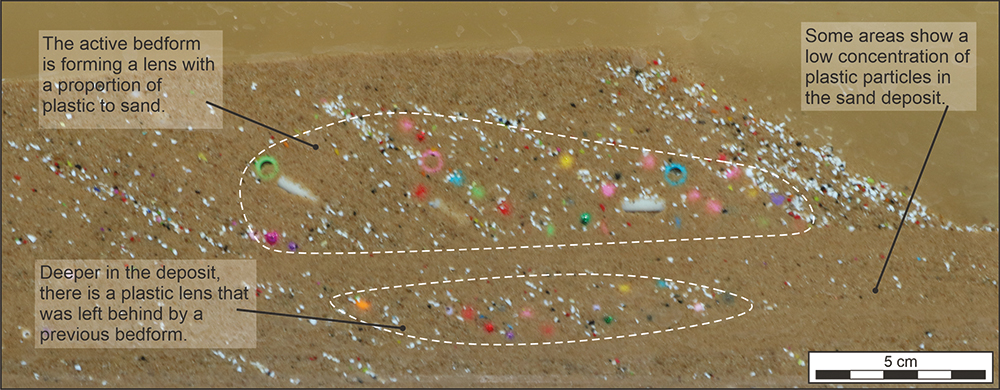 The active bedform
is forming a lens with
a proportion of
plastic to sand.
Some areas show a
low concentration of
plastic particles in
the sand deposit.
Deeper in the deposit,
there is a plastic lens that
was left behind by a
previous bedform.
5 cm